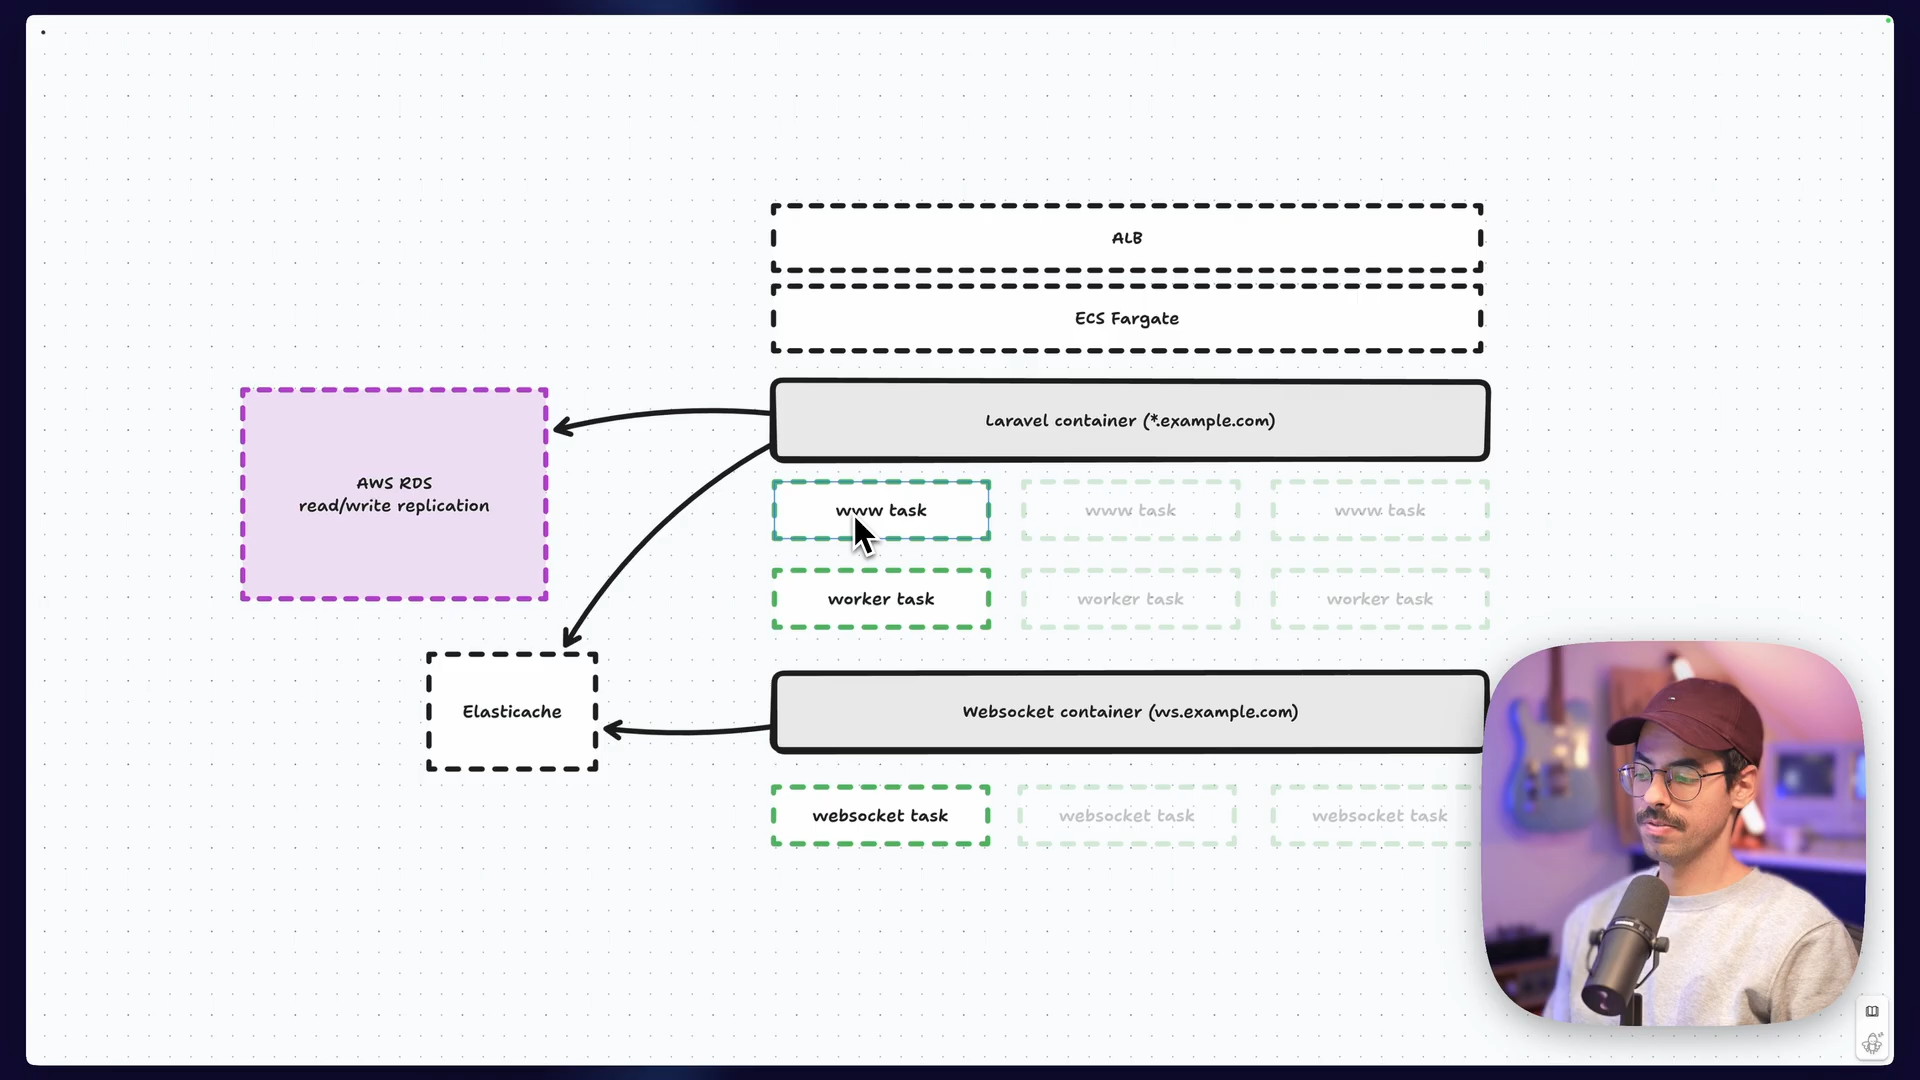 ALB
ECS Fargate
Laravel container (*.example.com)
AWS RDS
read/write replication
www task
www task
www task
worker task
worker task
worker task
Elasticache
Websocket container (ws.example.com)
websocket task
websocket task
websocket task